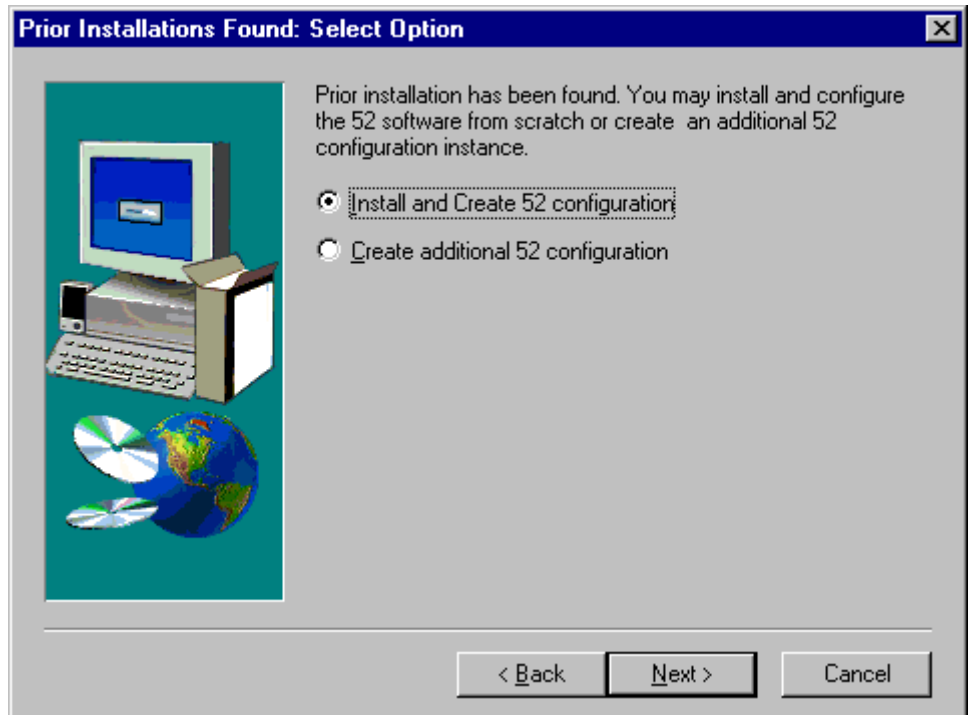 Prior Installations Found: Select Option
Prior installation has been found. You may install and configure
the 52 software from scratch or create  an additional 52
configuration instance.
Install and Create 52 configuration
Create additional 52 configuration
< Back
Next >
Cancel